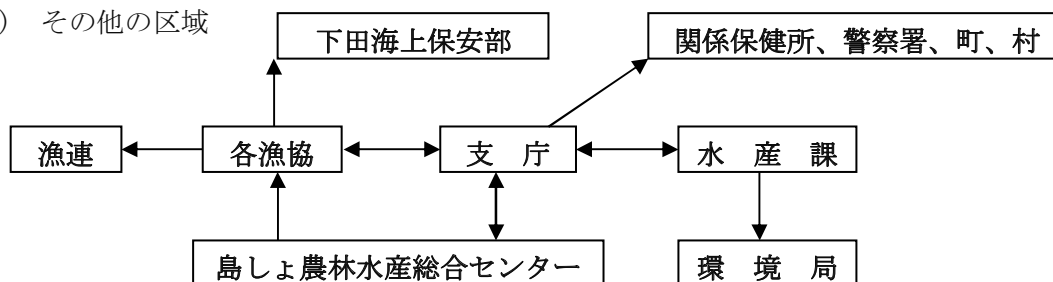 ) その他の区域
下田海上保安部
関係保健所、警察署、町、村
漁連
各漁協
支 庁
水 産 課
島しょ農林水産総合センター
環 境 局